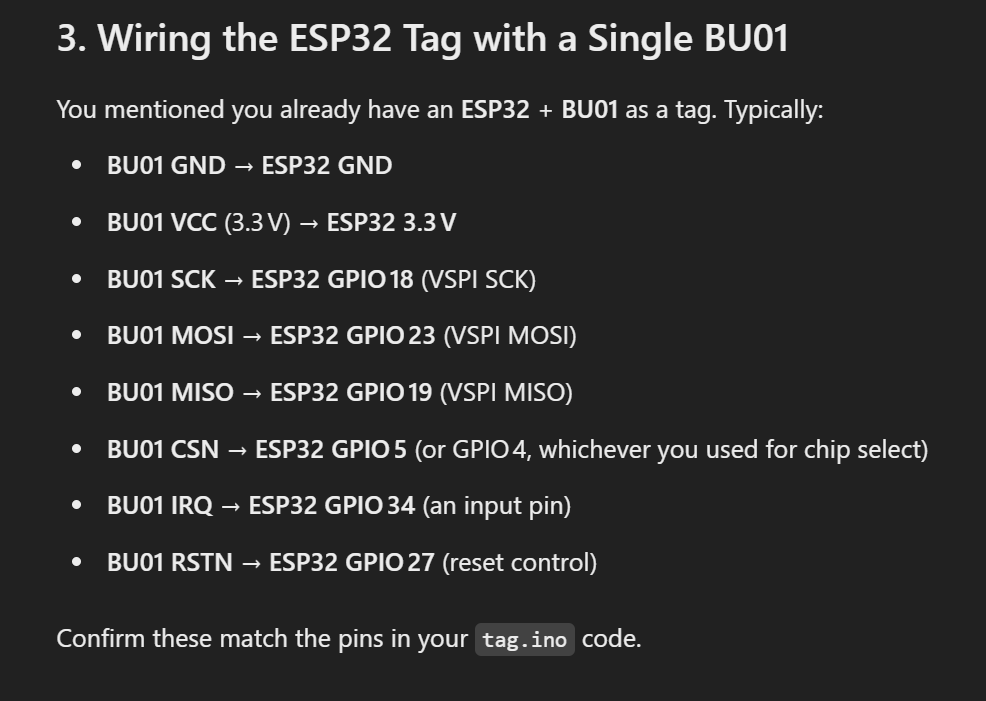 3. Wiring the ESP32 Tag with a Single BU01
You mentioned you already have an ESP32 + BU01 as a tag. Typically:
• BU01 GND → ESP32 GND
• BU01 VCC (3.3 V) → ESP32 3.3 V
• BU01 SCK → ESP32 GPIO 18 (VSPI SCK)
• BU01 MOSI → ESP32 GPIO 23 (VSPI MOSI)
• BU01 MISO → ESP32 GPIO 19 (VSPI MISO)
• BU01 CSN → ESP32 GPIO 5 (or GPIO 4, whichever you used for chip select)
• BU01 IRQ → ESP32 GPIO 34 (an input pin)
• BU01 RSTN → ESP32 GPIO 27 (reset control)
Confirm these match the pins in your tag.ino code.